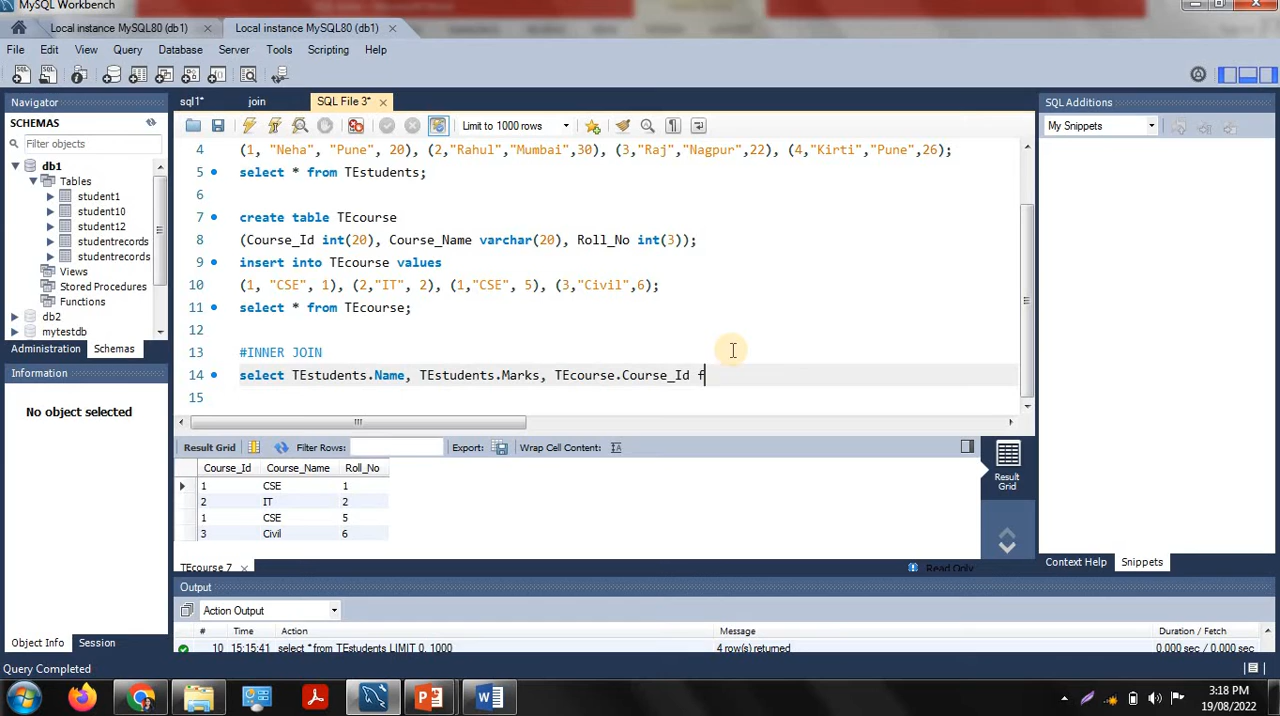 MySQL Workbench
Local instance MySQL80 (db1) ×
Local instance MySQL80 (db1) ×
File Edit View Query Database Server Tools Scripting Help
Navigator
SCHEMAS
Filter objects
db1
Tables
student1
student10
student12
studentrecords
studentrecords
Views
Stored Procedures
Functions
db2
mytestdb
Administration Schemas
Information
No object selected
Object Info Session
Query Completed
sql1* join SQL File 3* ×
Limit to 1000 rows
4 (1, "Neha", "Pune", 20), (2,"Rahul","Mumbai",30), (3,"Raj","Nagpur",22), (4,"Kirti","Pune",26);
5 select * from TEstudents;
6
7 create table TEcourse
8 (Course_Id int(20), Course_Name varchar(20), Roll_No int(3));
9 insert into TEcourse values
10 (1, "CSE", 1), (2,"IT", 2), (1,"CSE", 5), (3,"Civil",6);
11 select * from TEcourse;
12
13 #INNER JOIN
14 select TEstudents.Name, TEstudents.Marks, TEcourse.Course_Id f
15
Result Grid Filter Rows: Export: Wrap Cell Content:
Course_Id Course_Name Roll_No
1 CSE 1
2 IT 2
1 CSE 5
3 Civil 6
Result Grid
TEcourse 7 × Read Only
Output
Action Output
# Time Action Message Duration / Fetch
10 15:15:41 select * from TEstudents LIMIT 0, 1000 4 row(s) returned 0.000 sec / 0.000 sec
SQL Additions
My Snippets
Context Help Snippets
3:18 PM
19/08/2022